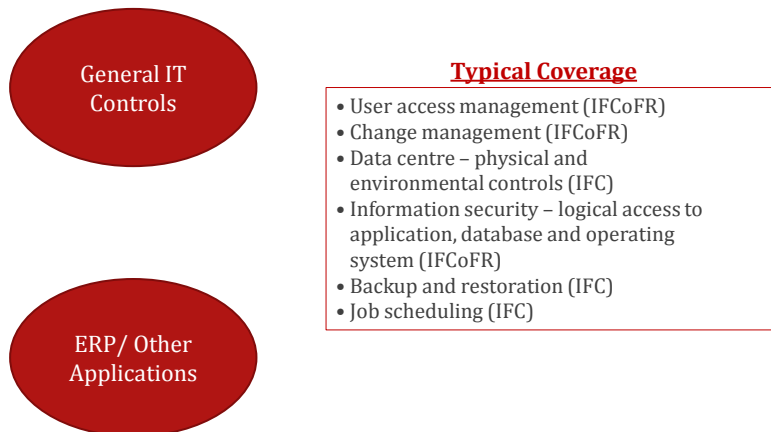 General IT
Controls
Typical Coverage
• User access management (IFCoFR)
• Change management (IFCoFR)
• Data centre – physical and
environmental controls (IFC)
• Information security – logical access to
application, database and operating
system (IFCoFR)
• Backup and restoration (IFC)
• Job scheduling (IFC)
ERP/ Other
Applications